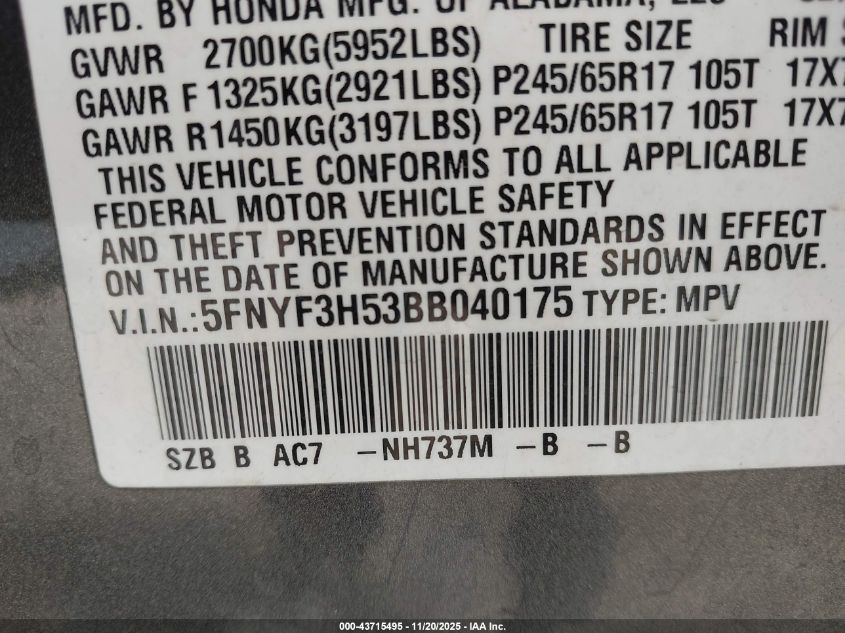 MFD. BY HONDA MFG. OF ALABAMA, LLC
GVWR 2700KG(5952LBS) TIRE SIZE RIM
GAWR F 1325KG(2921LBS) P245/65R17 105T 17X7
GAWR R1450KG(3197LBS) P245/65R17 105T 17X7
THIS VEHICLE CONFORMS TO ALL APPLICABLE
FEDERAL MOTOR VEHICLE SAFETY
AND THEFT PREVENTION STANDARDS IN EFFECT
ON THE DATE OF MANUFACTURE SHOWN ABOVE.
V.I.N.:5FNYF3H53BB040175 TYPE: MPV
SZB B AC7 -NH737M -B -B
000-43715495 - 11/20/2025 - IAA Inc.